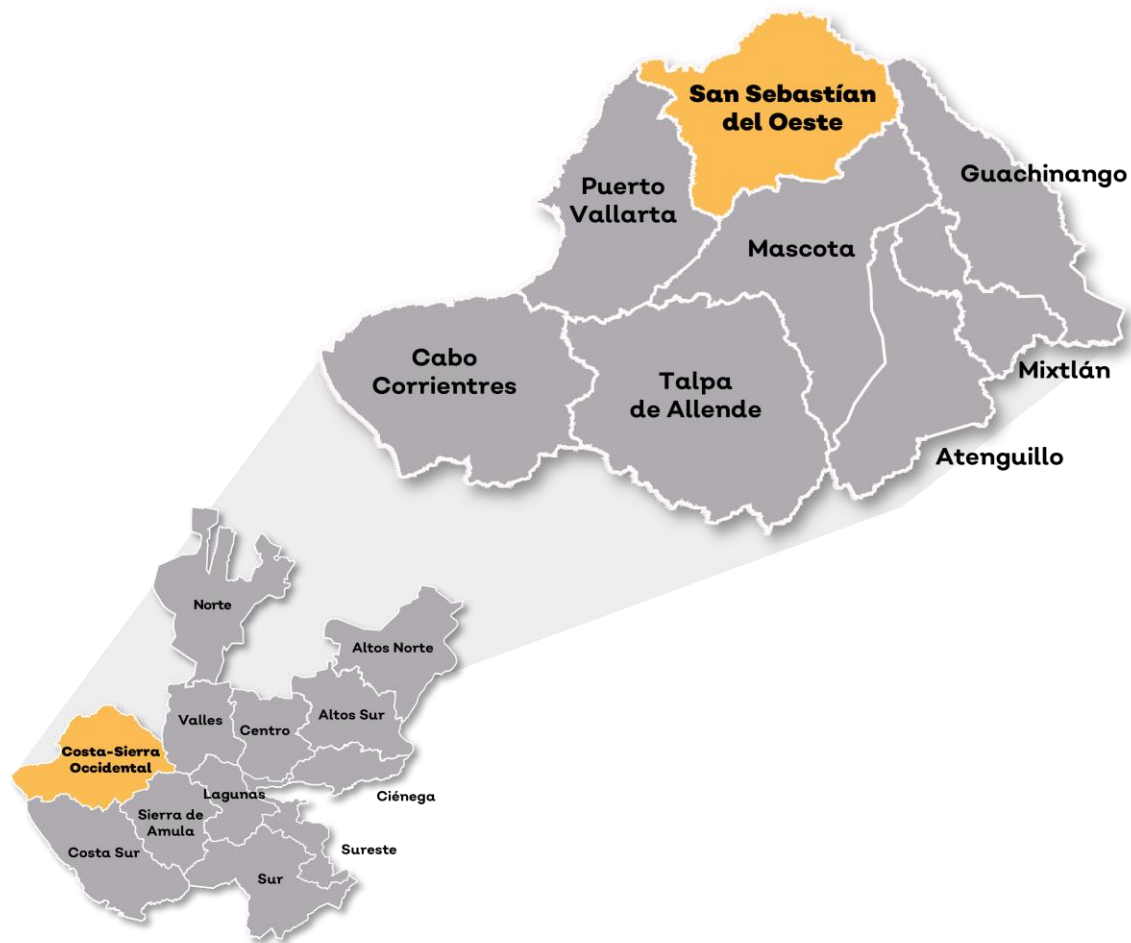 San Sebastían
del Oeste
Guachinango
Puerto
Vallarta
Mascota
Cabo
Corrientres
Talpa
de Allende
Mixtlán
Atenguillo
Norte
Altos Norte
Valles
Centro
Altos Sur
Costa-Sierra
Occidental
Lagunas
Ciénega
Sierra de
Amula
Costa Sur
Sureste
Sur